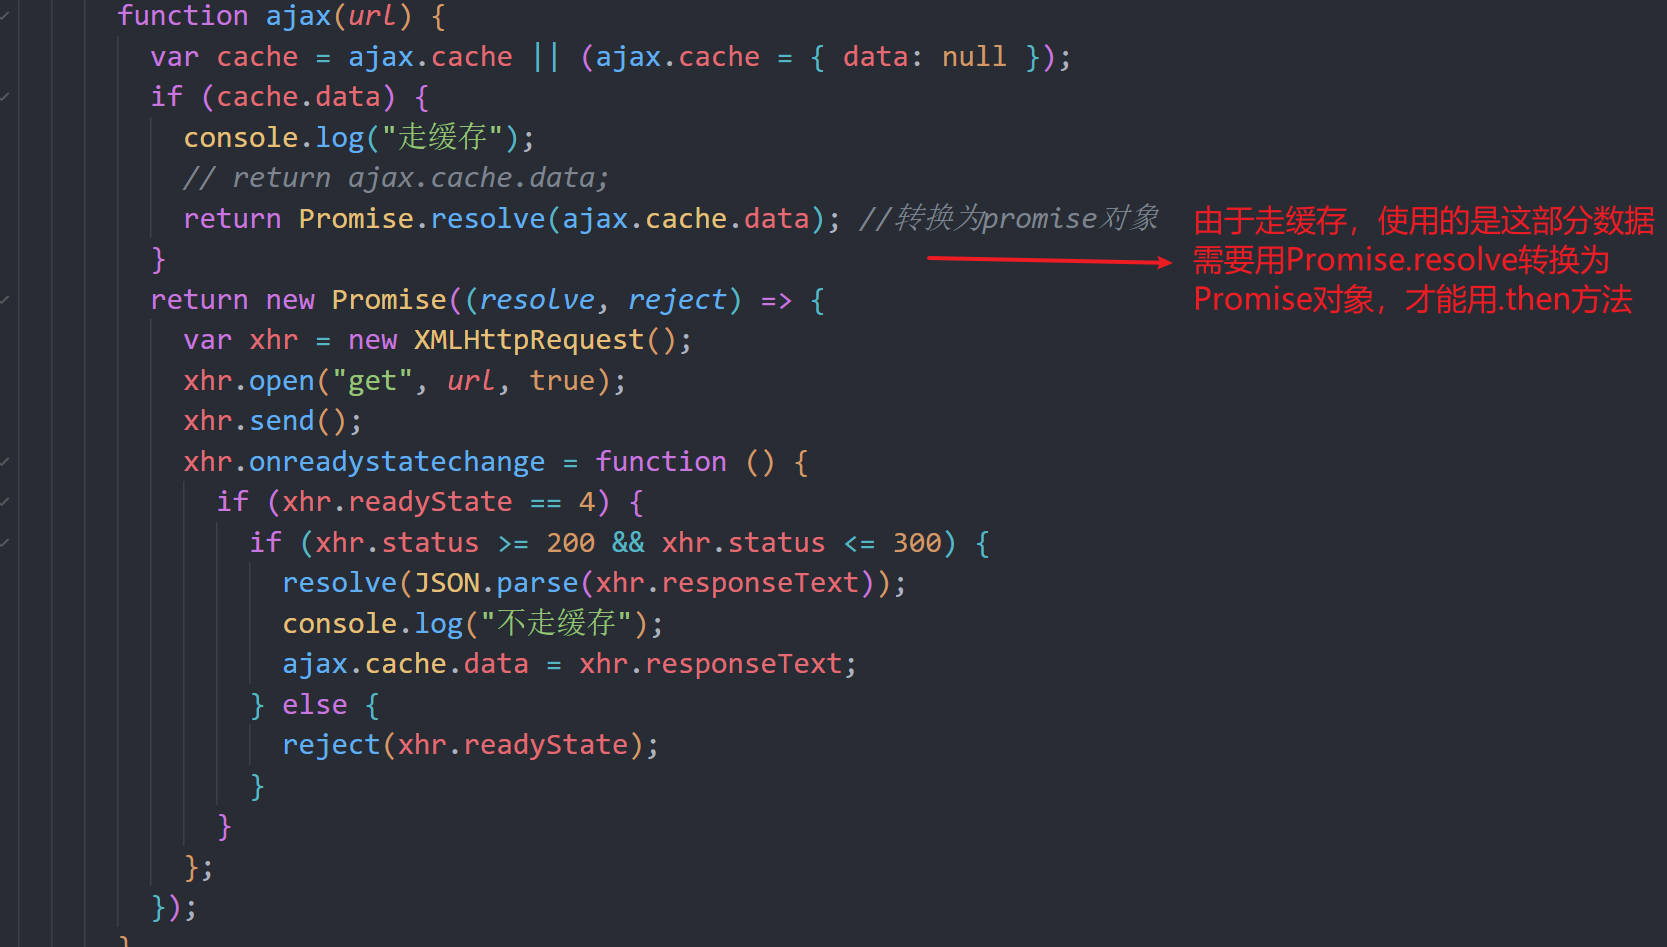 function ajax(url) {
var cache = ajax.cache || (ajax.cache = { data: null });
if (cache.data) {
console.log("走缓存");
// return ajax.cache.data;
return Promise.resolve(ajax.cache.data); //转换为promise对象
由于走缓存，使用的是这部分数据
需要用Promise.resolve转换为
Promise对象，才能用.then方法
}
return new Promise((resolve, reject) => {
var xhr = new XMLHttpRequest();
xhr.open("get", url, true);
xhr.send();
xhr.onreadystatechange = function () {
if (xhr.readyState == 4) {
if (xhr.status >= 200 && xhr.status <= 300) {
resolve(JSON.parse(xhr.responseText));
console.log("不走缓存");
ajax.cache.data = xhr.responseText;
} else {
reject(xhr.readyState);
}
}
};
});
}